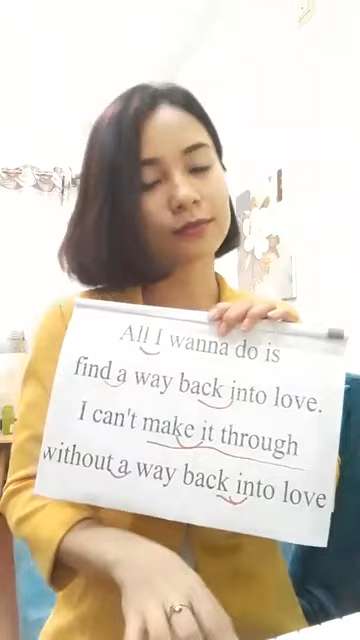 All I wanna do is
find a way back into love.
I can't make it through
without a way back into love